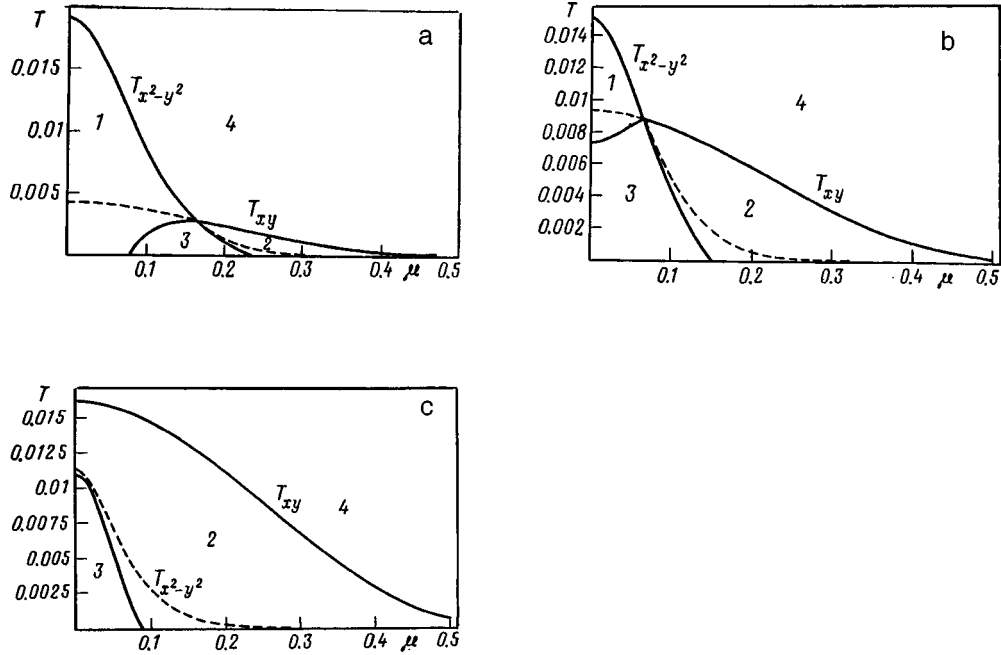 T a
0.015
T_{x²-y²}
1 4
0.01
0.005
T_{xy}
3 2
0.1 0.2 0.3 0.4 μ 0.5
T b
0.014
T_{x²-y²}
0.012
1 4
0.01
0.008
0.006
T_{xy}
3 2
0.004
0.002
0.1 0.2 0.3 0.4 μ 0.5
T c
0.015
0.0125
0.01
T_{xy} 4
0.0075
2
0.005
3 T_{x²-y²}
0.0025
0.1 0.2 0.3 μ 0.4 0.5